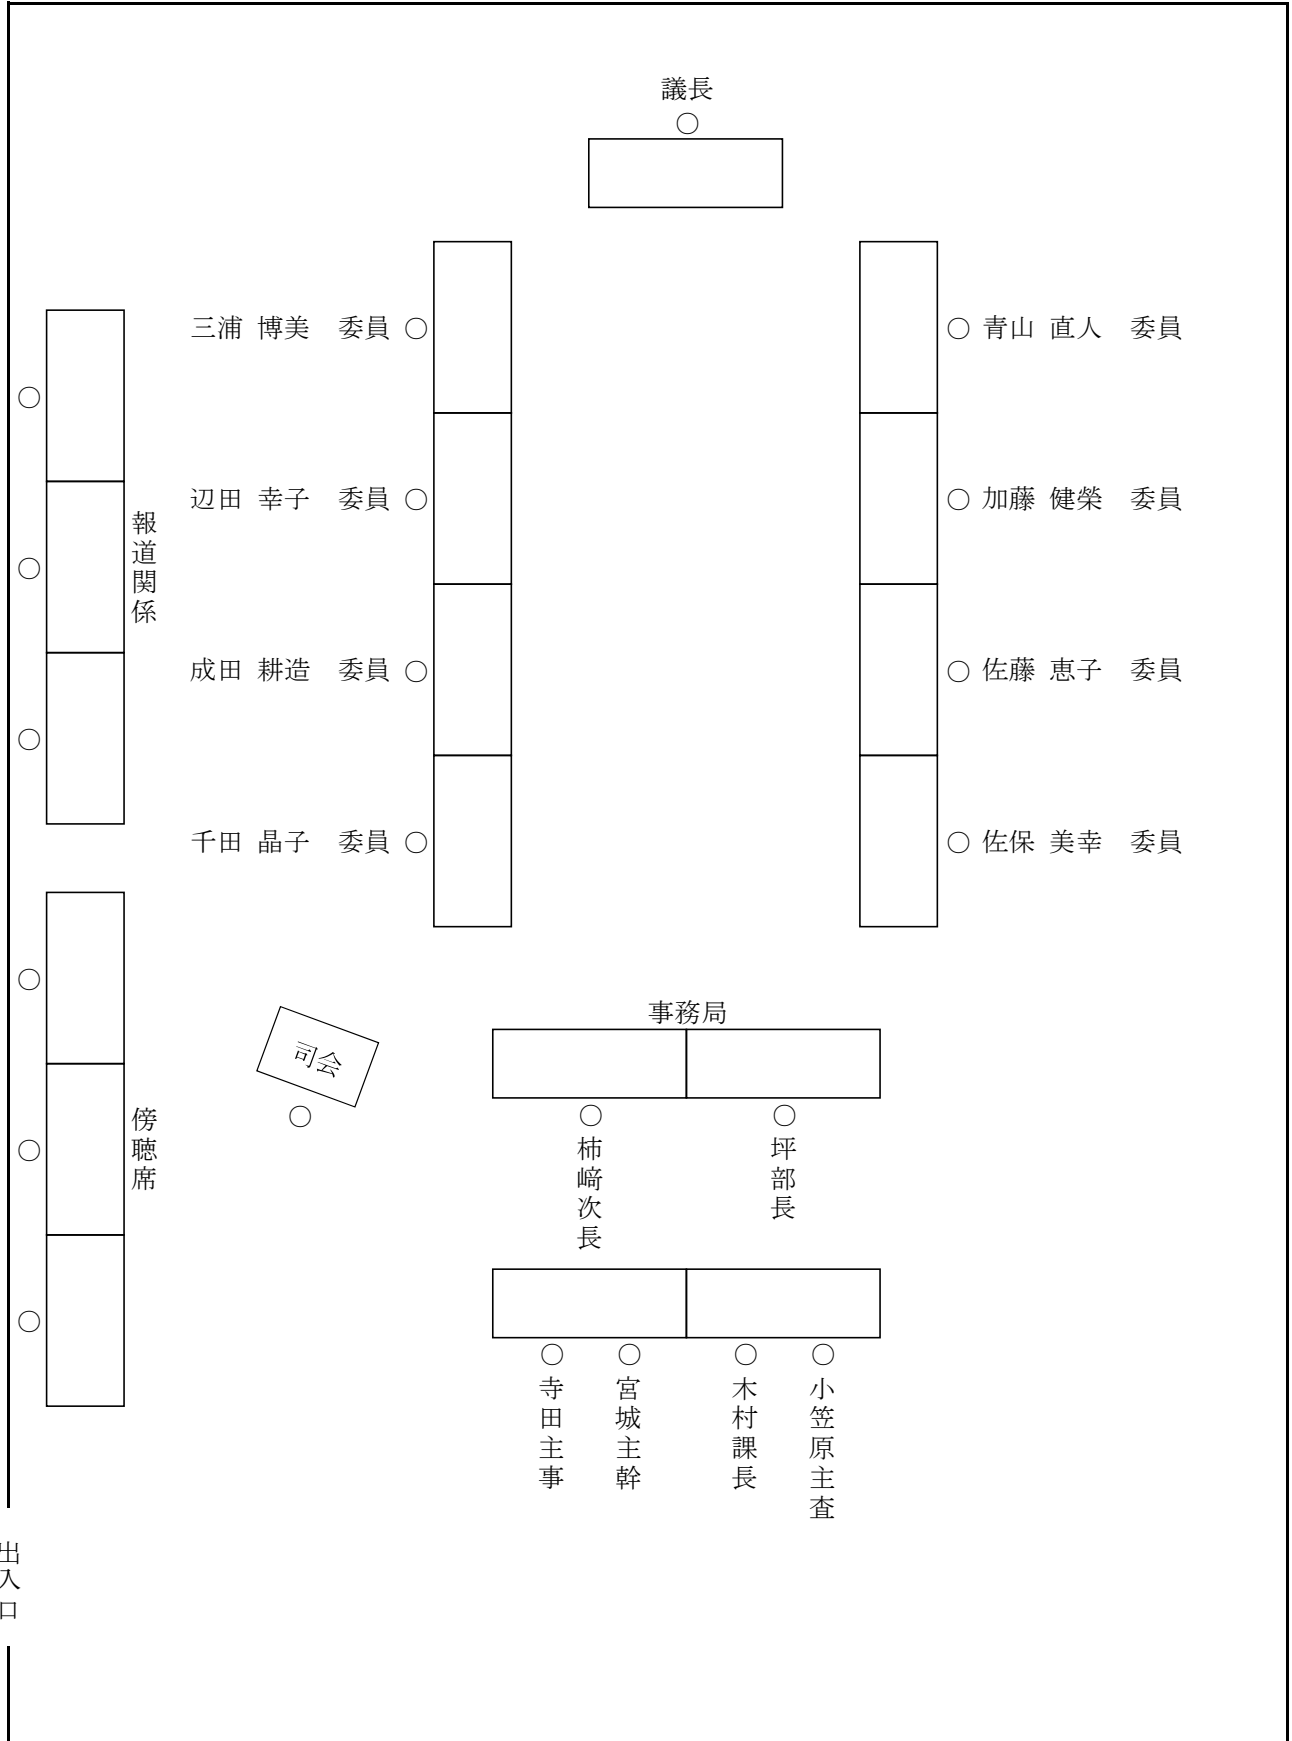 議長
○
三浦 博美 委員 ○
○ 青山 直人 委員
辺田 幸子 委員 ○
○ 加藤 健榮 委員
成田 耕造 委員 ○
○ 佐藤 恵子 委員
千田 晶子 委員 ○
○ 佐保 美幸 委員
報道関係
傍聴席
司会
事務局
柿﨑次長
坪部長
寺田主事
宮城主幹
木村課長
小笠原主査
出入口